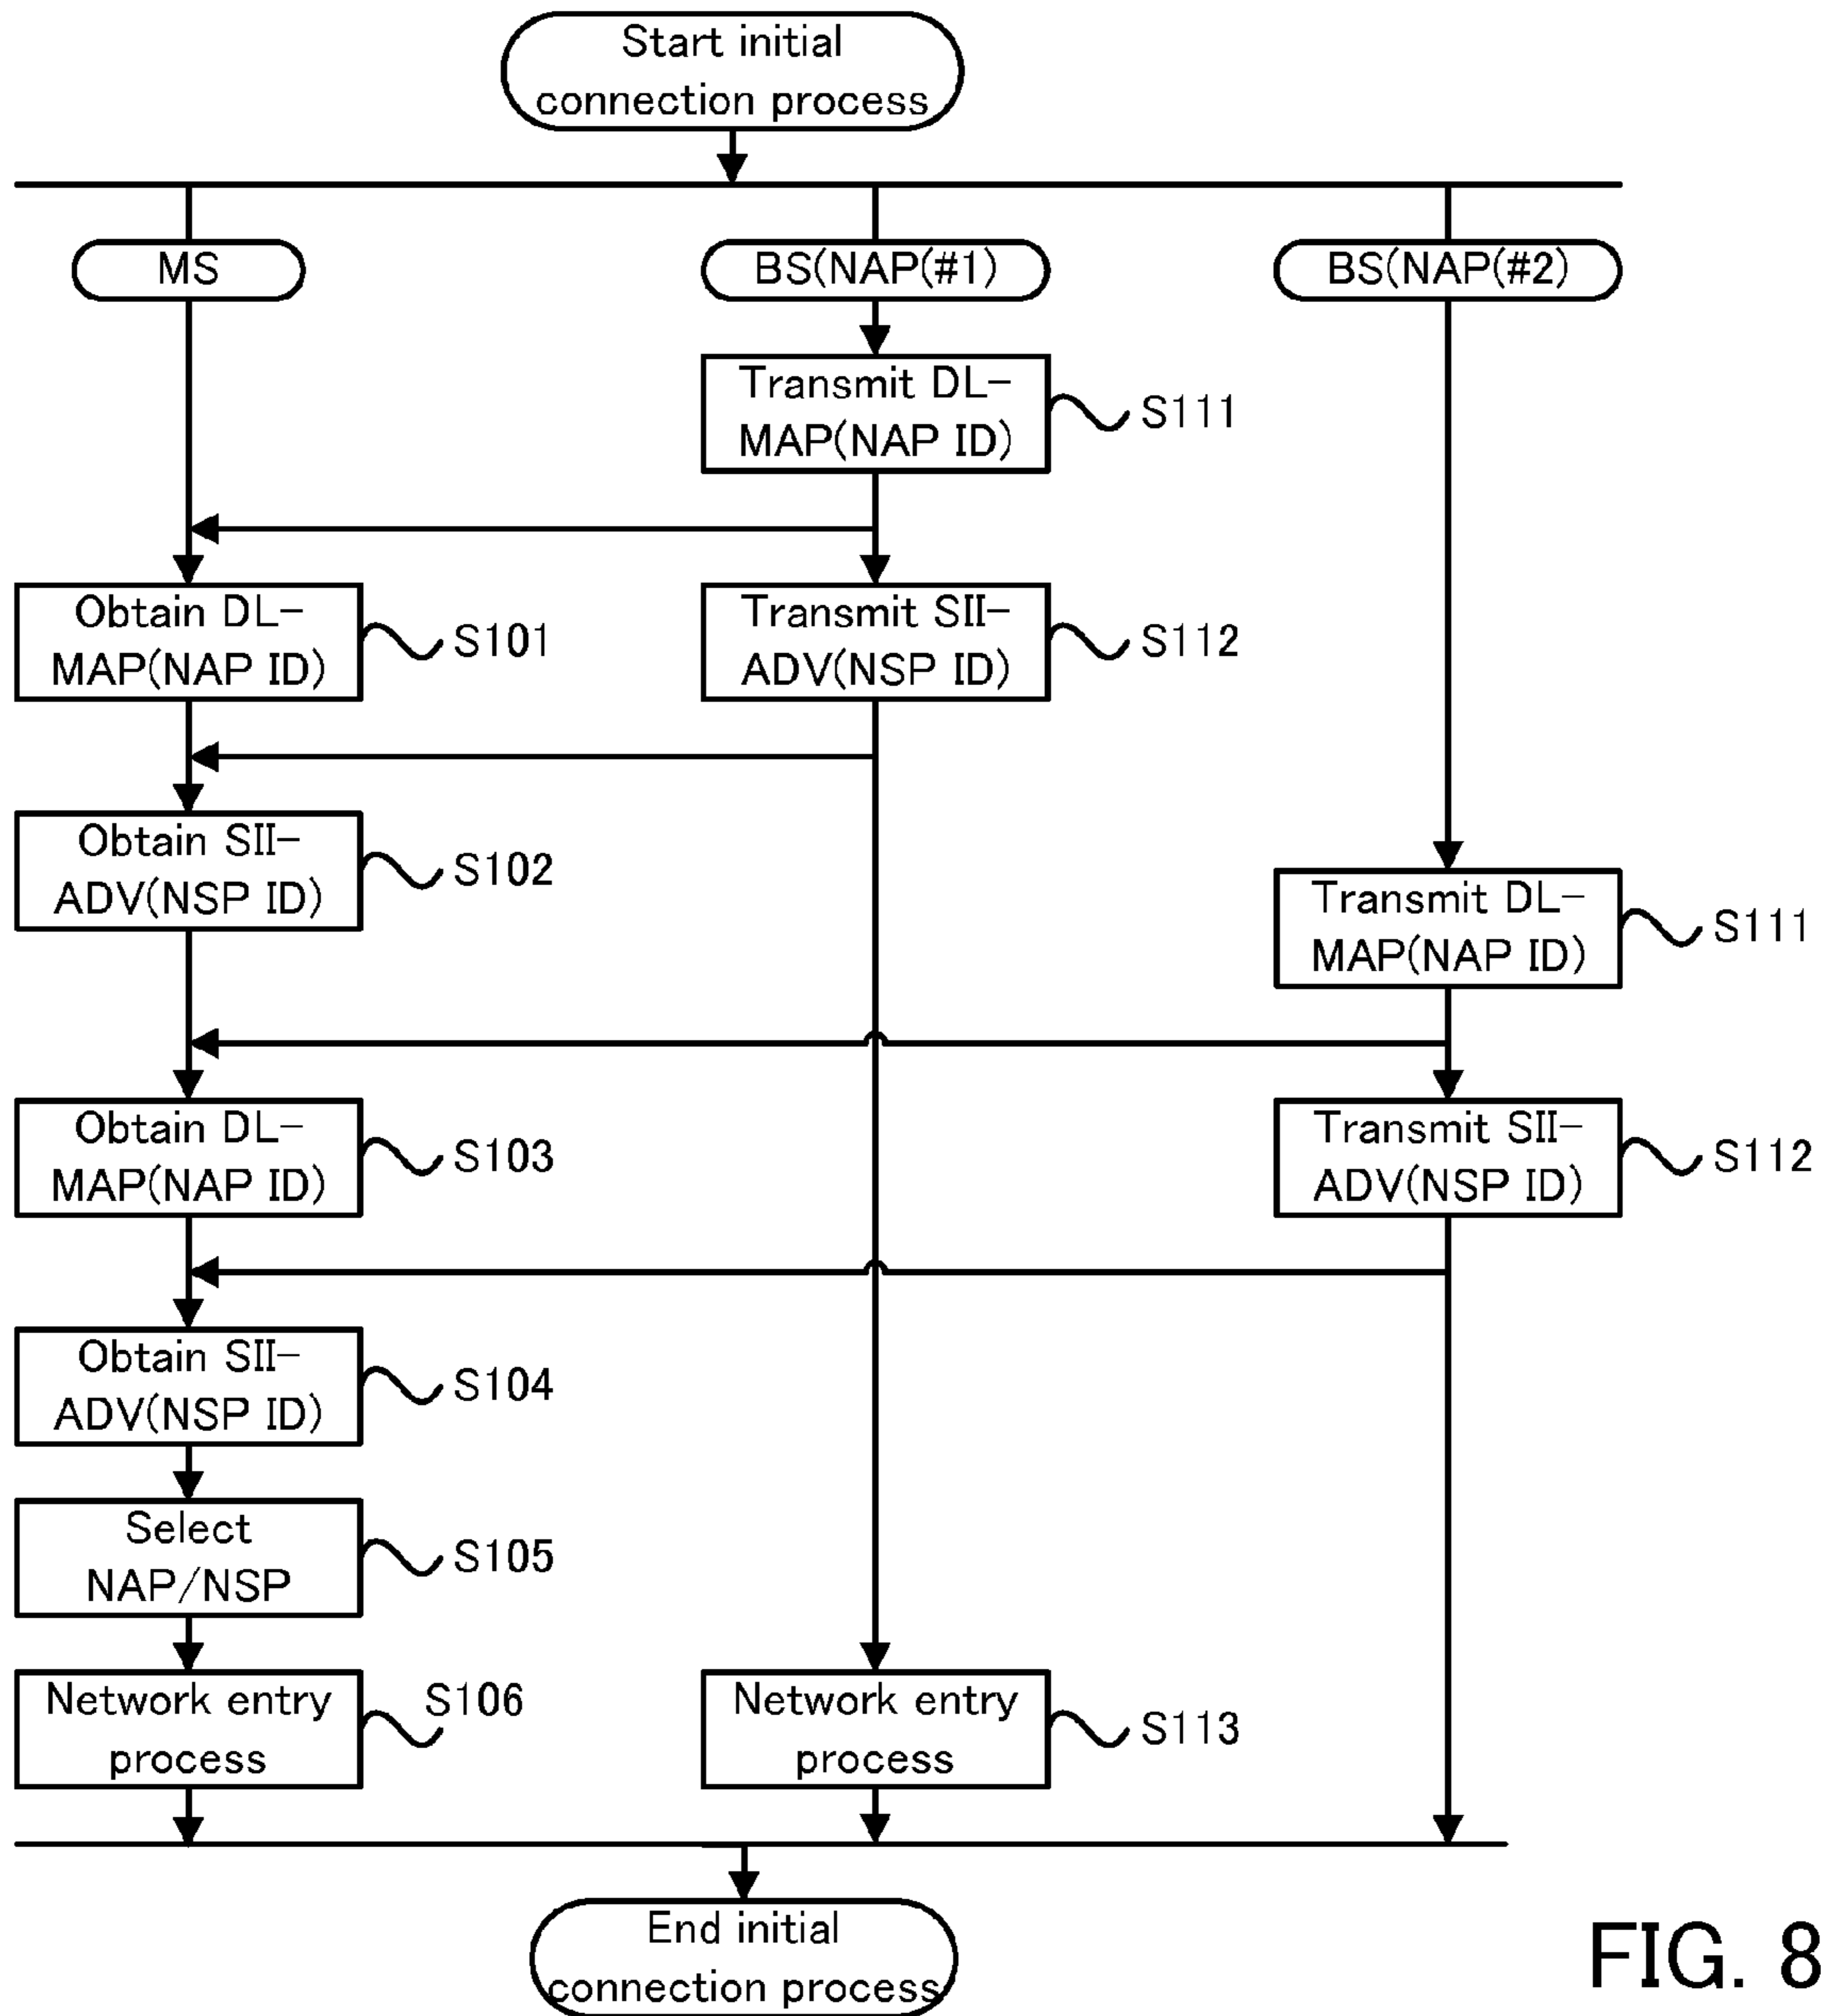 Start initial
connection process
MS
BS(NAP(#1)
BS(NAP(#2)
Transmit DL-
MAP(NAP ID)
S111
Obtain DL-
MAP(NAP ID)
S101
Transmit SII-
ADV(NSP ID)
S112
Obtain SII-
ADV(NSP ID)
S102
Transmit DL-
MAP(NAP ID)
S111
Obtain DL-
MAP(NAP ID)
S103
Transmit SII-
ADV(NSP ID)
S112
Obtain SII-
ADV(NSP ID)
S104
Select
NAP/NSP
S105
Network entry
process
S106
Network entry
process
S113
End initial
connection process
FIG. 8